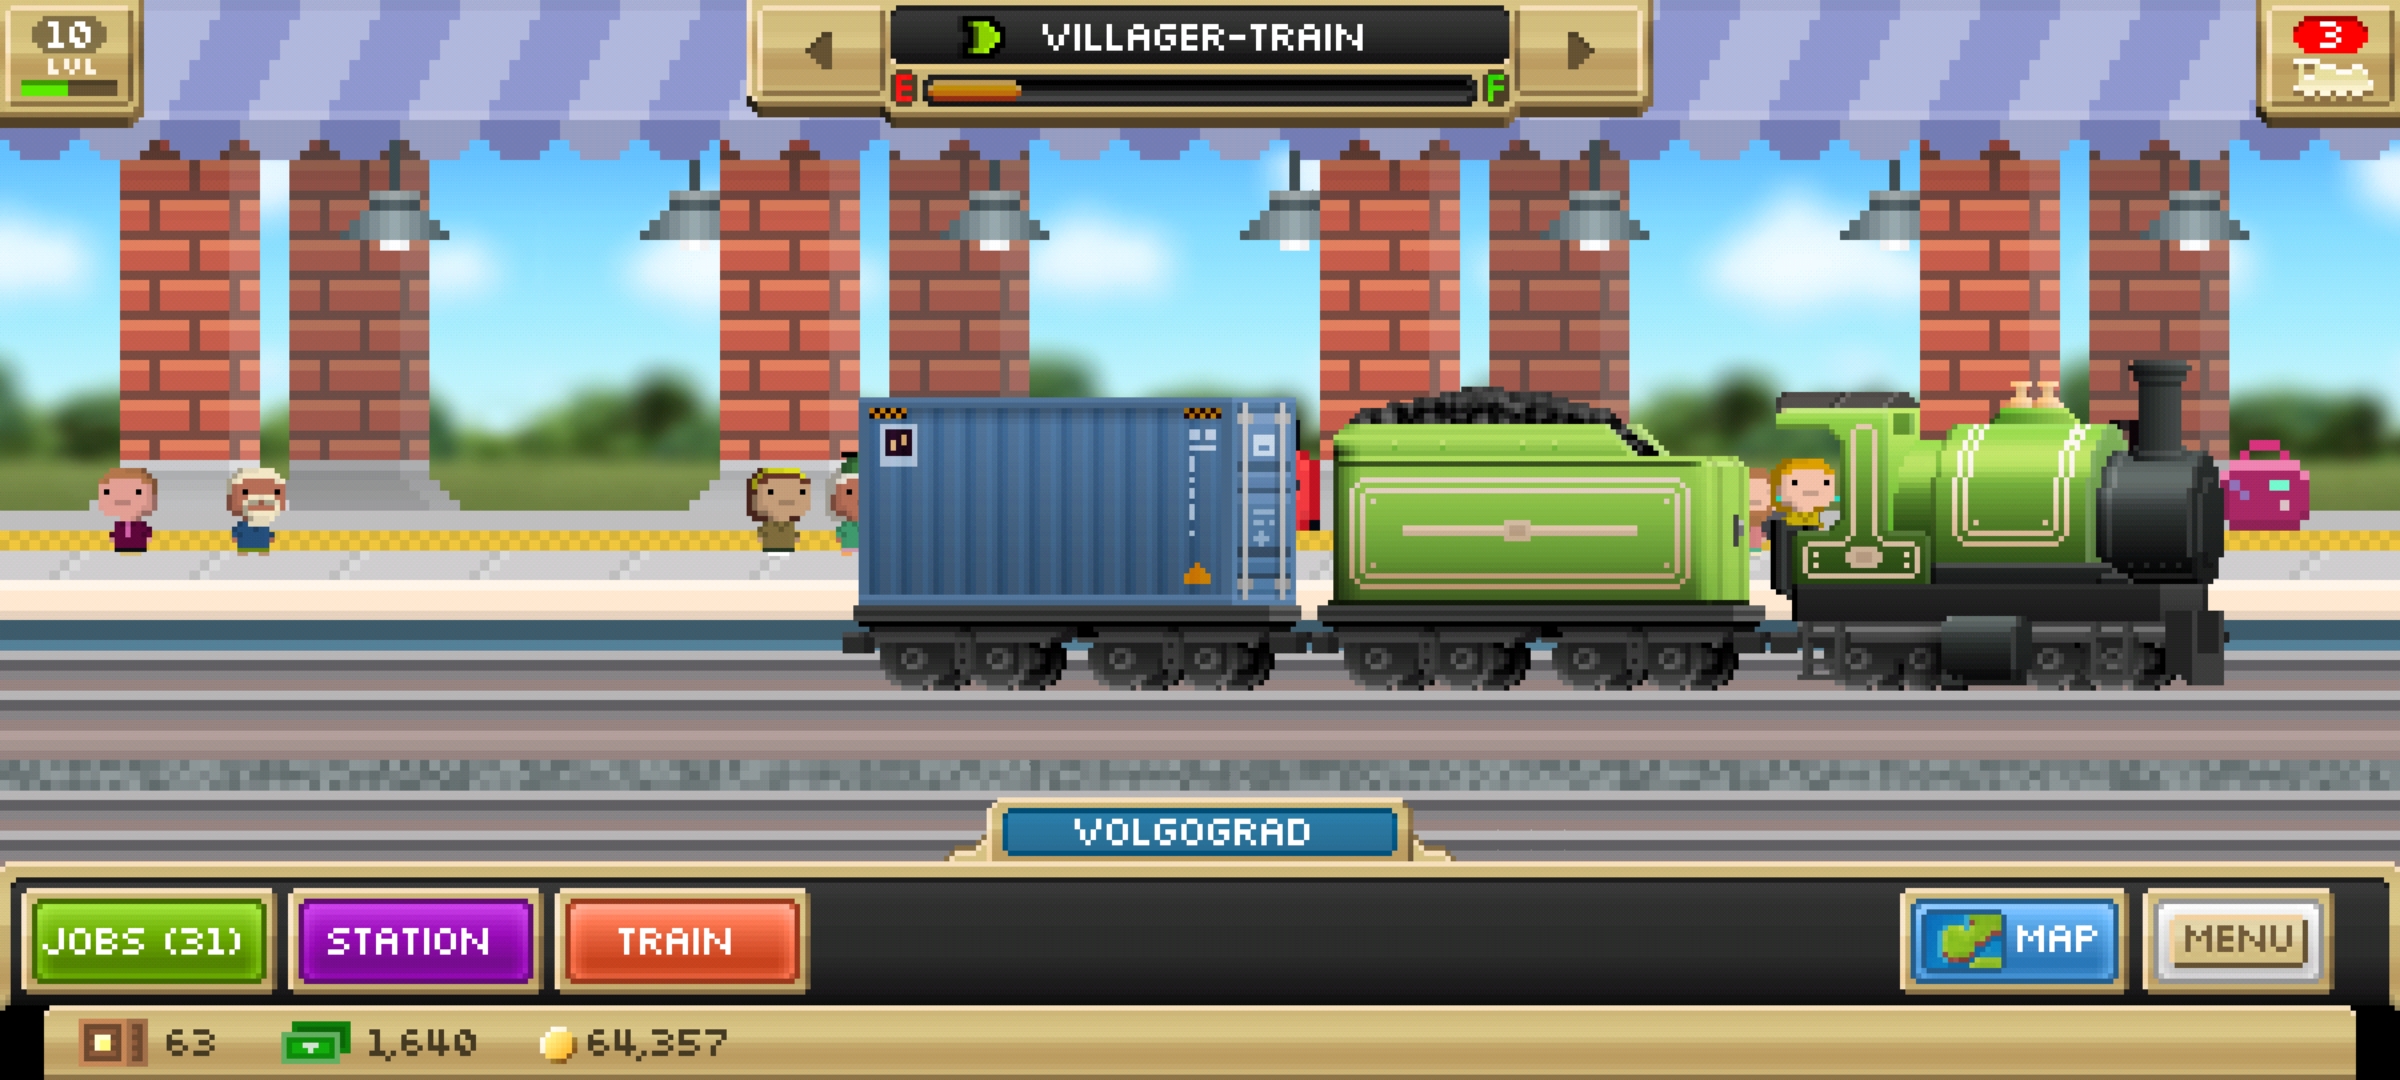 10
LVL
VILLAGER-TRAIN
E F
3
VOLGOGRAD
JOBS (31)
STATION
TRAIN
MAP
MENU
63
1,640
64,357